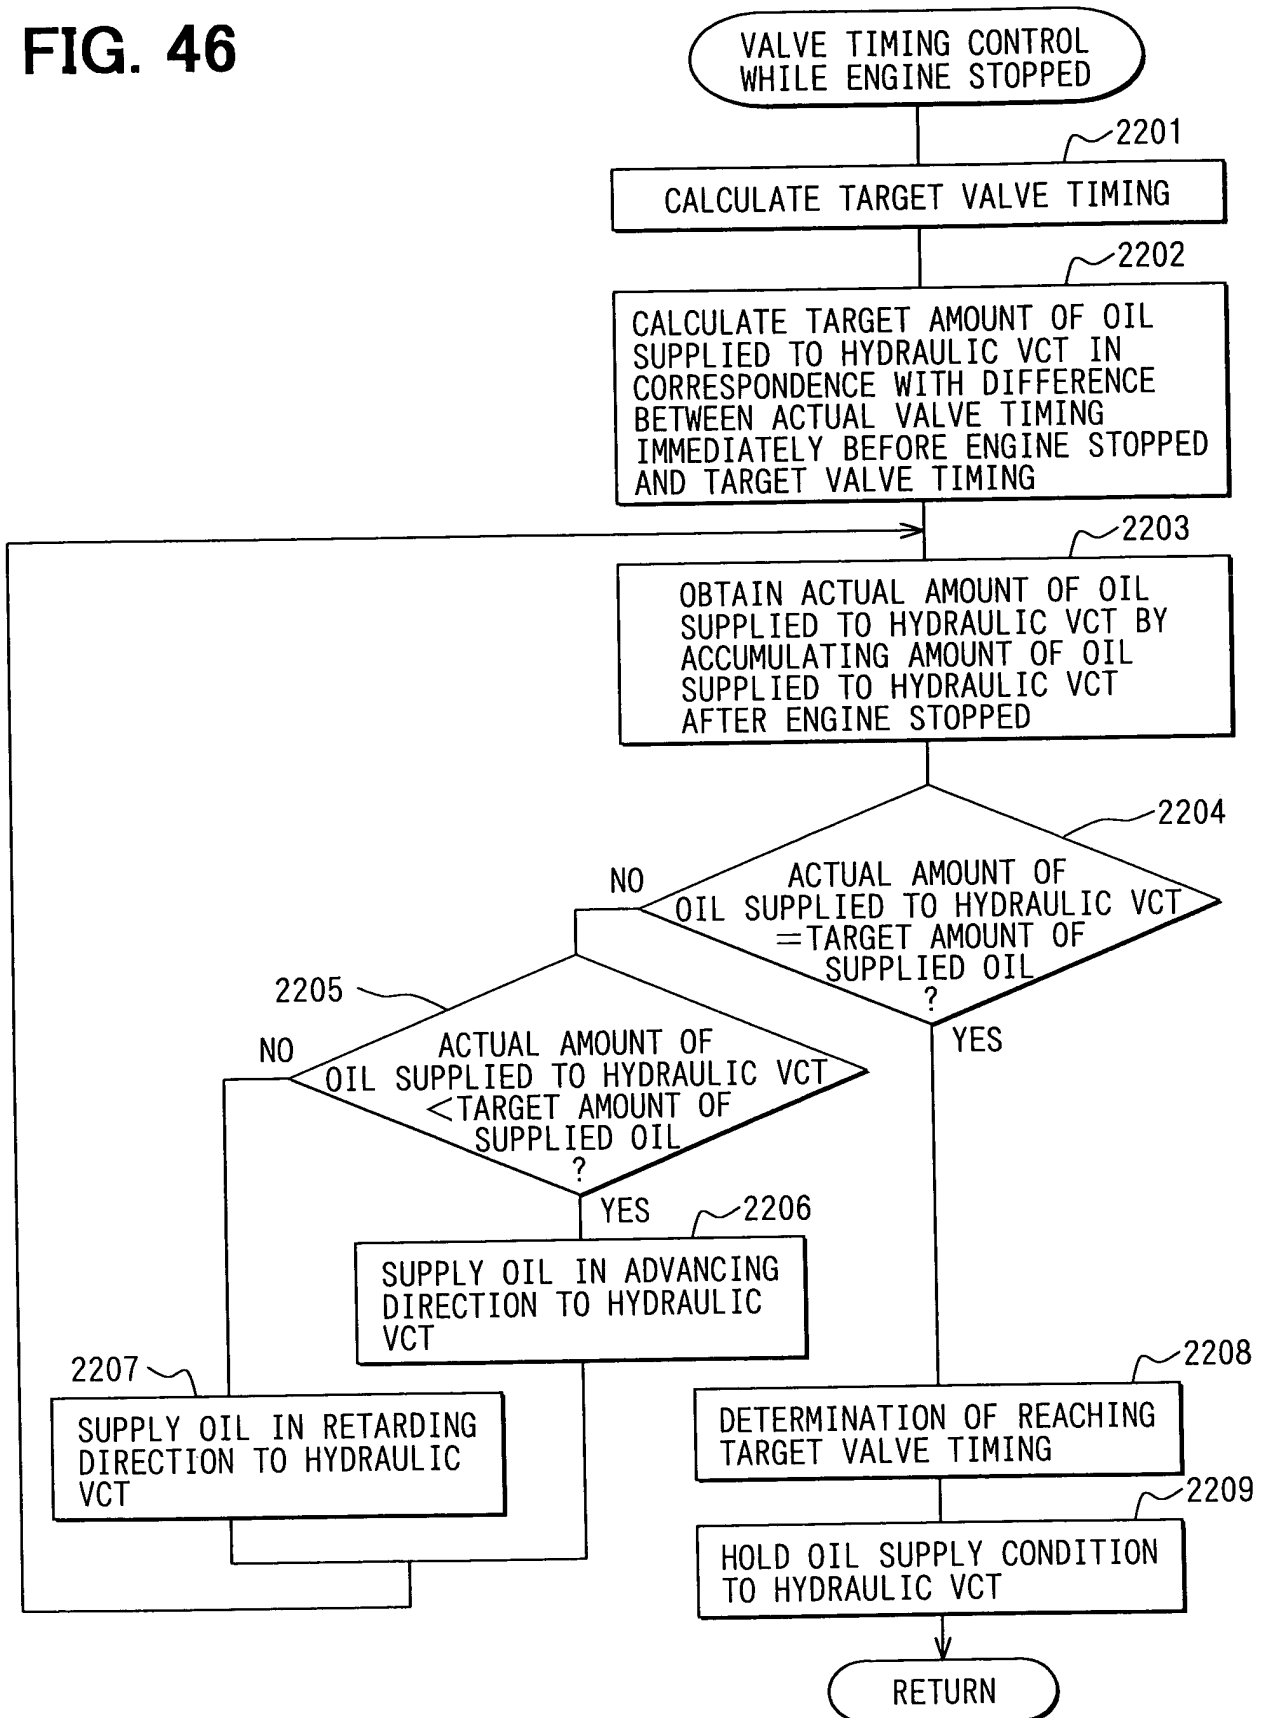 FIG. 46
VALVE TIMING CONTROL
WHILE ENGINE STOPPED
2201
CALCULATE TARGET VALVE TIMING
2202
CALCULATE TARGET AMOUNT OF OIL
SUPPLIED TO HYDRAULIC VCT IN
CORRESPONDENCE WITH DIFFERENCE
BETWEEN ACTUAL VALVE TIMING
IMMEDIATELY BEFORE ENGINE STOPPED
AND TARGET VALVE TIMING
2203
OBTAIN ACTUAL AMOUNT OF OIL
SUPPLIED TO HYDRAULIC VCT BY
ACCUMULATING AMOUNT OF OIL
SUPPLIED TO HYDRAULIC VCT
AFTER ENGINE STOPPED
2204
NO
ACTUAL AMOUNT OF
OIL SUPPLIED TO HYDRAULIC VCT
=TARGET AMOUNT OF
SUPPLIED OIL
?
YES
2205
NO
ACTUAL AMOUNT OF
OIL SUPPLIED TO HYDRAULIC VCT
<TARGET AMOUNT OF
SUPPLIED OIL
?
YES
2206
SUPPLY OIL IN ADVANCING
DIRECTION TO HYDRAULIC
VCT
2207
SUPPLY OIL IN RETARDING
DIRECTION TO HYDRAULIC
VCT
2208
DETERMINATION OF REACHING
TARGET VALVE TIMING
2209
HOLD OIL SUPPLY CONDITION
TO HYDRAULIC VCT
RETURN